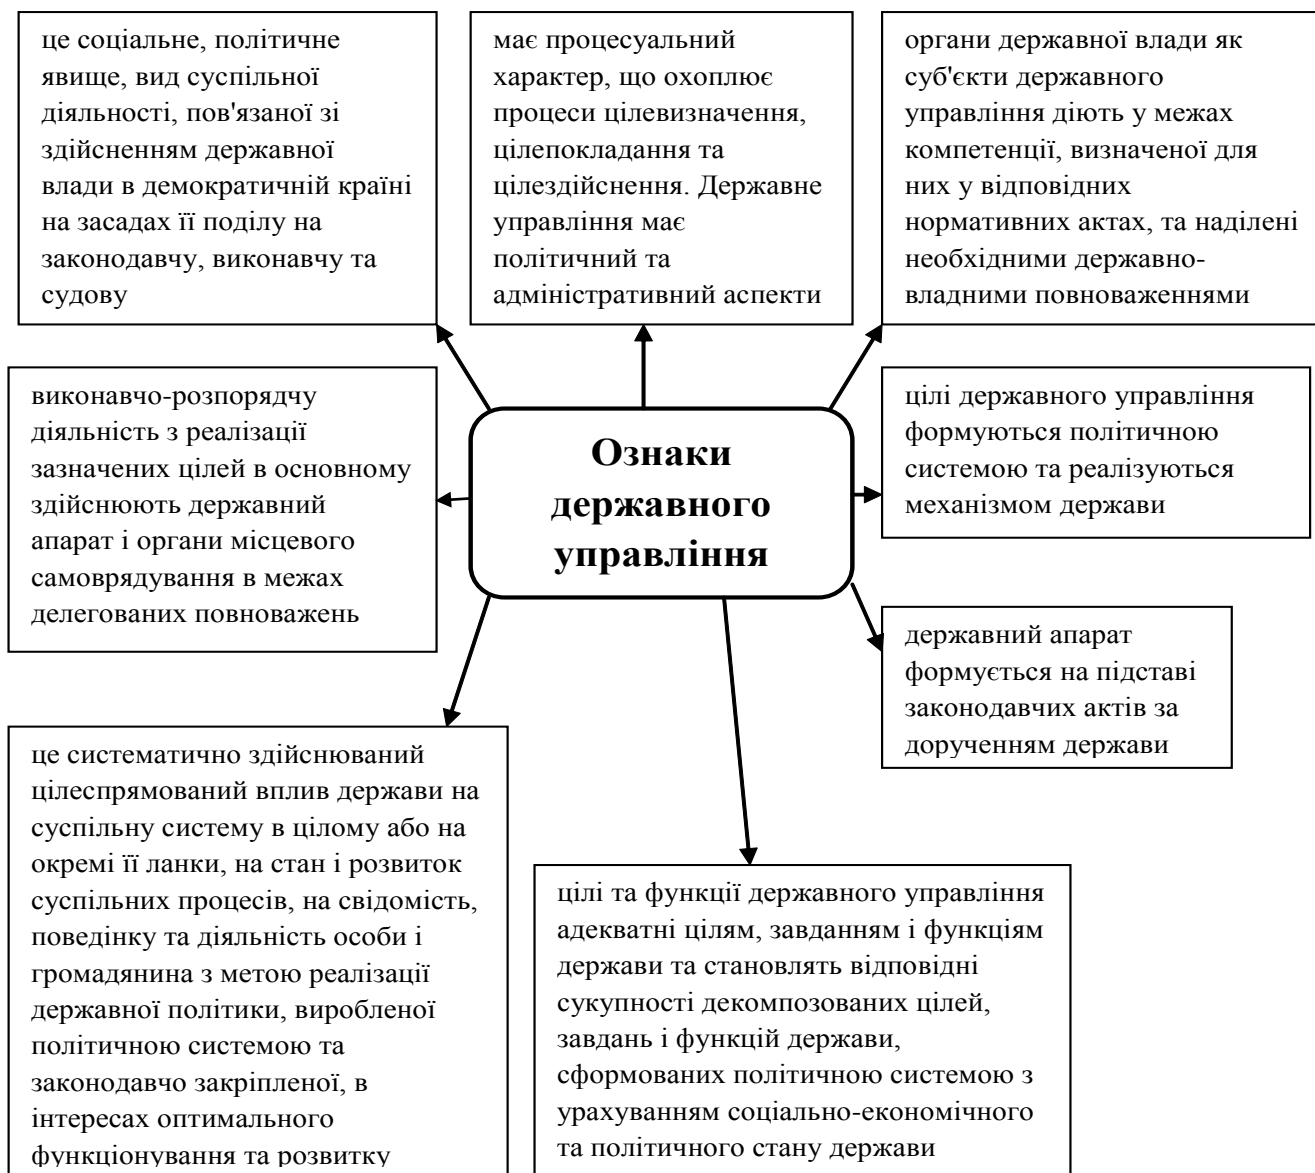 це соціальне, політичне
явище, вид суспільної
діяльності, пов'язаної зі
здійсненням державної
влади в демократичній країні
на засадах її поділу на
законодавчу, виконавчу та
судову
має процесуальний
характер, що охоплює
процеси цілевизначення,
цілепокладання та
цілездійснення. Державне
управління має
політичний та
адміністративний аспекти
органи державної влади як
суб'єкти державного
управління діють у межах
компетенції, визначеної для
них у відповідних
нормативних актах, та наділені
необхідними державно-
владними повноваженнями
виконавчо-розпорядчу
діяльність з реалізації
зазначених цілей в основному
здійснюють державний
апарат і органи місцевого
самоврядування в межах
делегованих повноважень
Ознаки
державного
управління
цілі державного управління
формуються політичною
системою та реалізуються
механізмом держави
державний апарат
формується на підставі
законодавчих актів за
дорученням держави
це систематично здійснюваний
цілеспрямований вплив держави на
суспільну систему в цілому або на
окремі її ланки, на стан і розвиток
суспільних процесів, на свідомість,
поведінку та діяльність особи і
громадянина з метою реалізації
державної політики, виробленої
політичною системою та
законодавчо закріпленої, в
інтересах оптимального
функціонування та розвитку
цілі та функції державного управління
адекватні цілям, завданням і функціям
держави та становлять відповідні
сукупності декомпозованих цілей,
завдань і функцій держави,
сформованих політичною системою з
урахуванням соціально-економічного
та політичного стану держави